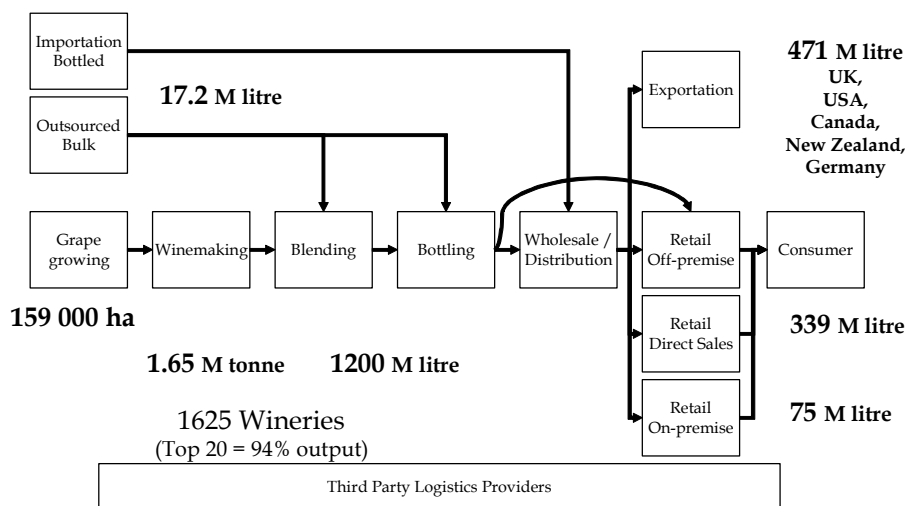 Importation
Bottled
17.2 M litre
Outsourced
Bulk
Exportation
471 M litre
UK,
USA,
Canada,
New Zealand,
Germany
Grape
growing
Winemaking
Blending
Bottling
Wholesale /
Distribution
Retail
Off-premise
Consumer
159 000 ha
Retail
Direct Sales
339 M litre
1.65 M tonne
1200 M litre
Retail
On-premise
75 M litre
1625 Wineries
(Top 20 = 94% output)
Third Party Logistics Providers